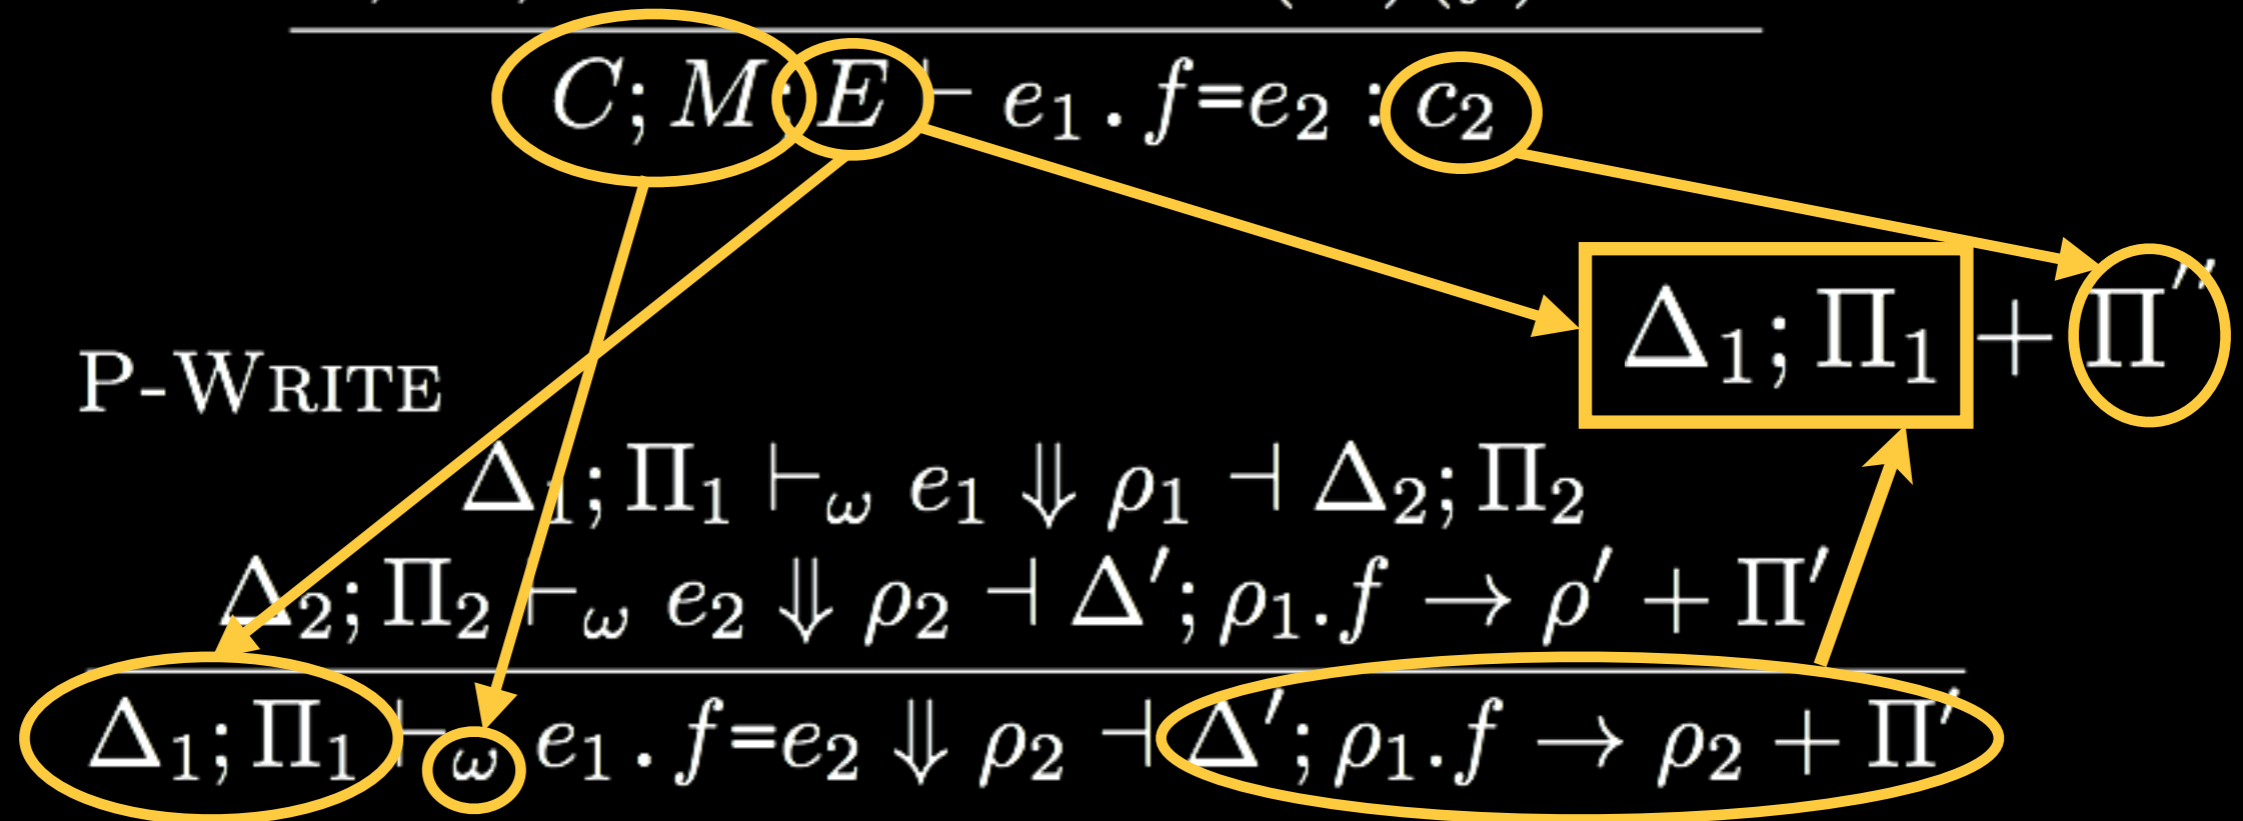 C; M; E ⊢ e₁.f=e₂ : c₂
Δ₁; Π₁ + Π″
P-WRITE
Δ₁; Π₁ ⊢ω e₁ ⇓ ρ₁ ⊣ Δ₂; Π₂
Δ₂; Π₂ ⊢ω e₂ ⇓ ρ₂ ⊣ Δ′; ρ₁.f → ρ′ + Π′
Δ₁; Π₁ ⊢ω e₁.f=e₂ ⇓ ρ₂ ⊣ Δ′; ρ₁.f → ρ₂ + Π′